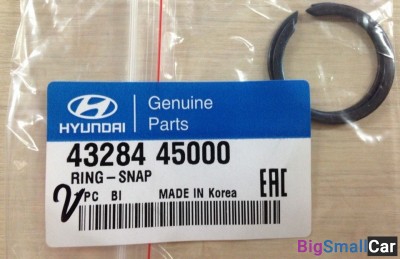 HYUNDAI
Genuine
Parts
43284 45000
RING-SNAP
PC BI MADE IN Korea
EAC
BigSmallCar